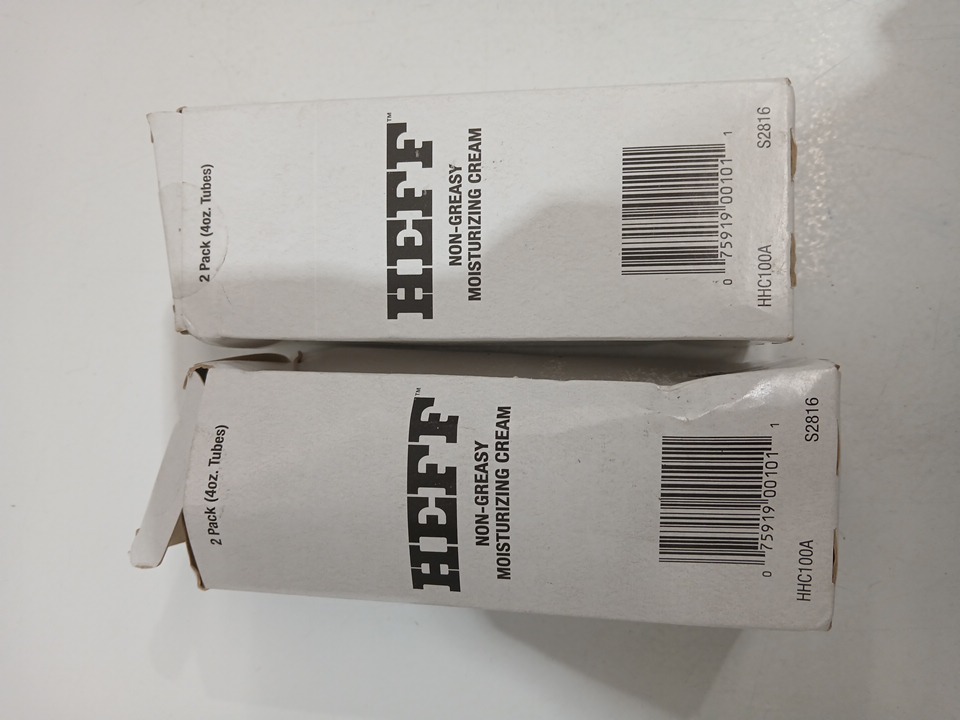 2 Pack (4oz. Tubes)
HEFF™
NON-GREASY
MOISTURIZING CREAM
0 75919 00101 1
HHC100A S2816
2 Pack (4oz. Tubes)
HEFF™
NON-GREASY
MOISTURIZING CREAM
0 75919 00101 1
HHC100A S2816